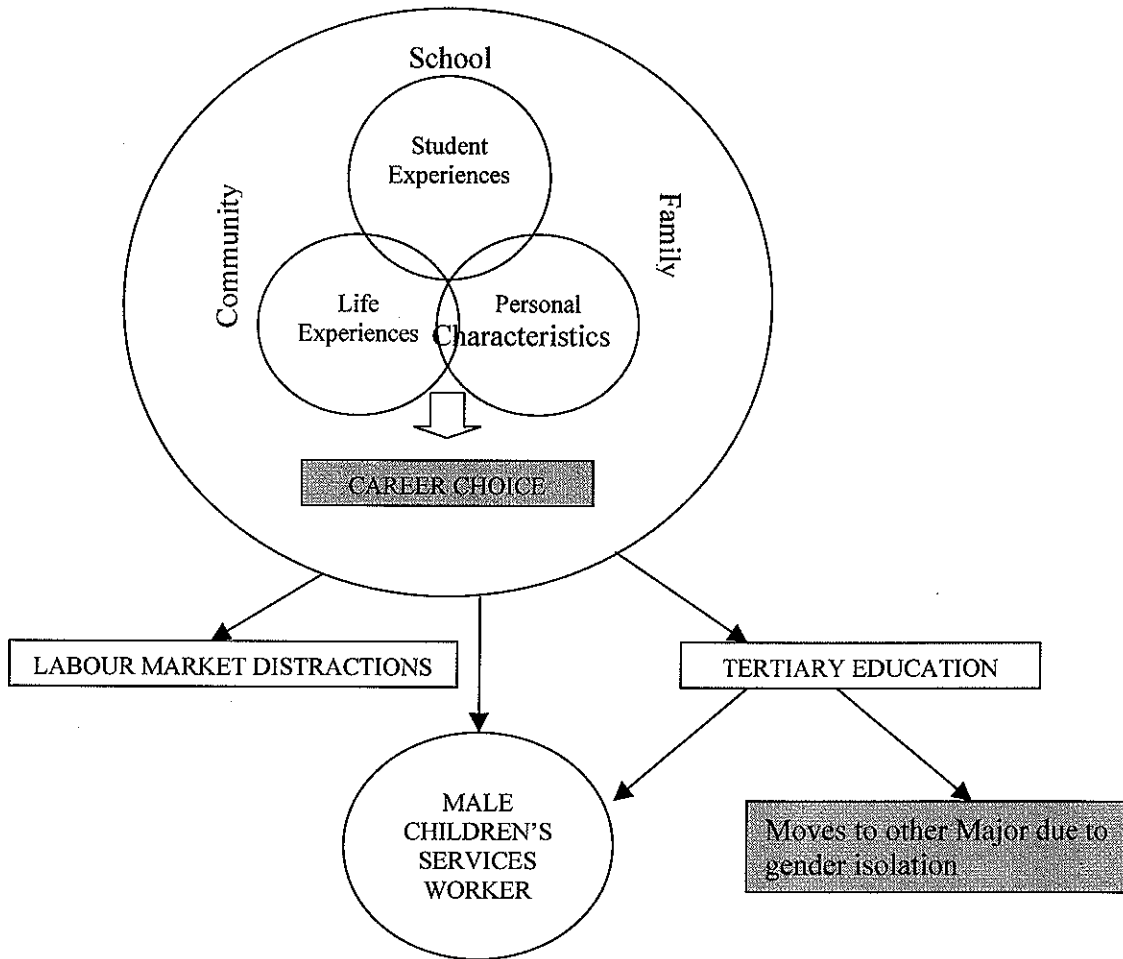 School
Student
Experiences
Community
Family
Life
Experiences
Personal
Characteristics
CAREER CHOICE
LABOUR MARKET DISTRACTIONS
TERTIARY EDUCATION
MALE
CHILDREN'S
SERVICES
WORKER
Moves to other Major due to
gender isolation